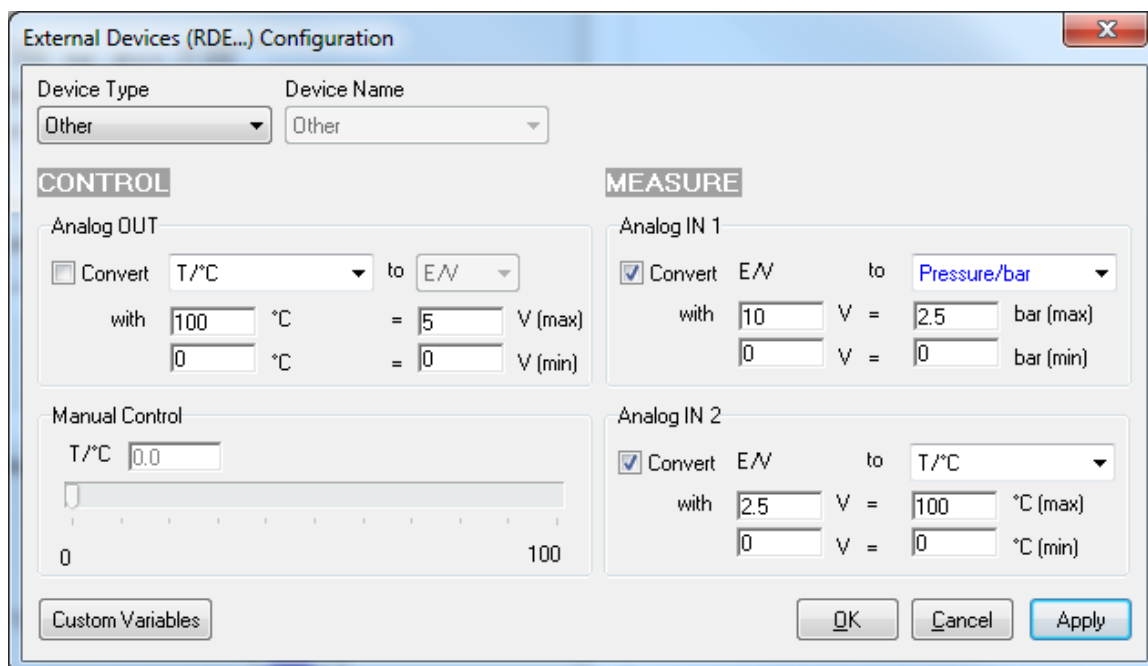 External Devices (RDE...) Configuration
Device Type Device Name
Other Other
CONTROL
Analog OUT
Convert T/°C to E/V
with 100 °C = 5 V (max)
0 °C = 0 V (min)
Manual Control
T/°C 0.0
0 100
MEASURE
Analog IN 1
Convert E/V to Pressure/bar
with 10 V = 2.5 bar (max)
0 V = 0 bar (min)
Analog IN 2
Convert E/V to T/°C
with 2.5 V = 100 °C (max)
0 V = 0 °C (min)
Custom Variables OK Cancel Apply